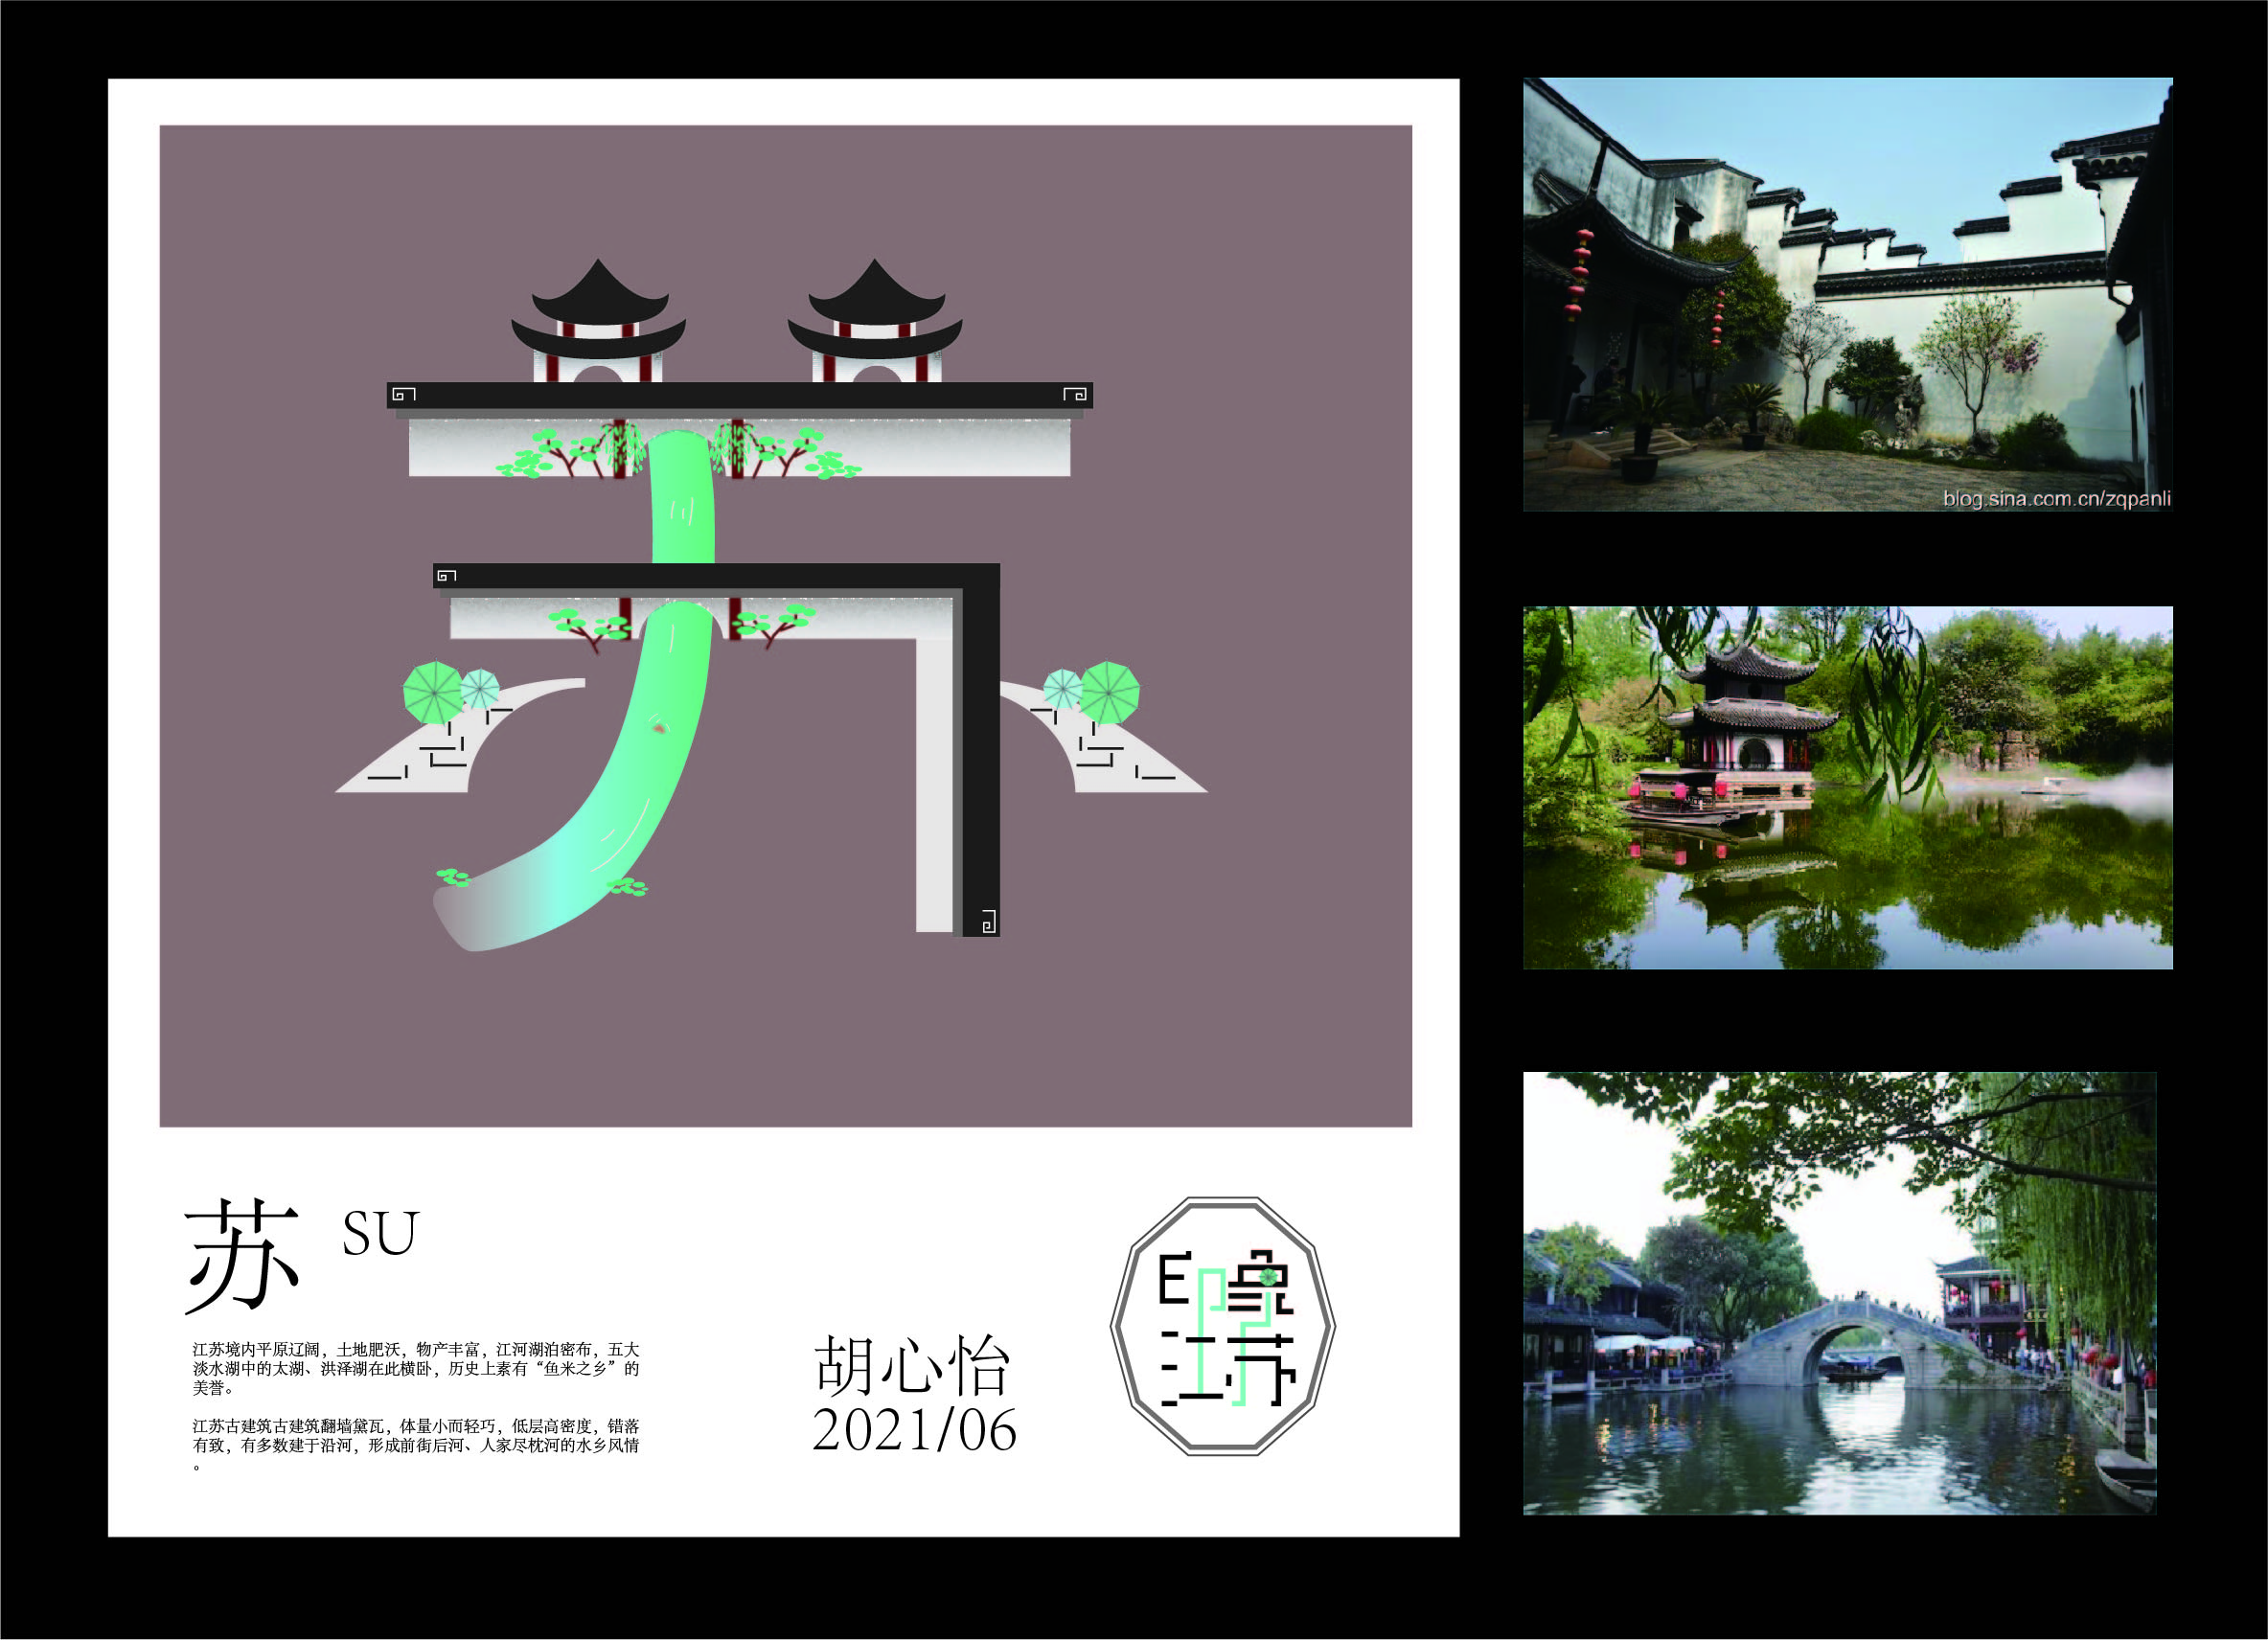 苏 SU
江苏境内平原辽阔，土地肥沃，物产丰富，江河湖泊密布，五大
淡水湖中的太湖、洪泽湖在此横卧，历史上素有“鱼米之乡”的
美誉。
江苏古建筑古建筑翻墙黛瓦，体量小而轻巧，低层高密度，错落
有致，有多数建于沿河，形成前街后河、人家尽枕河的水乡风情
。
胡心怡
2021/06
印象
江苏
blog.sina.com.cn/zqpanli